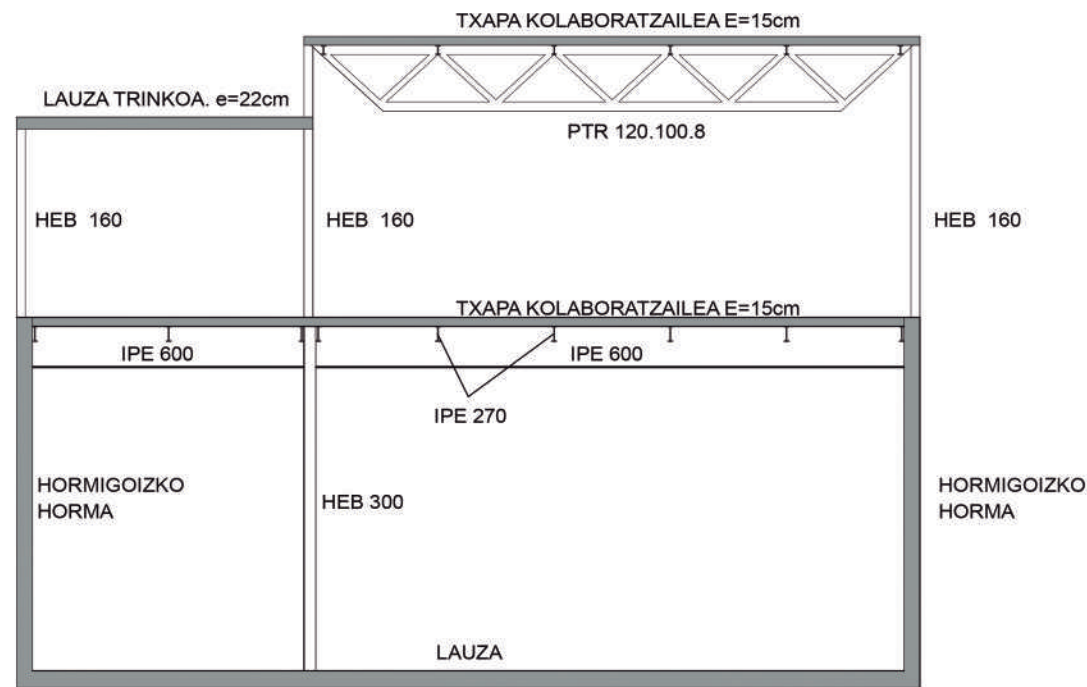 TXAPA KOLABORATZAILEA E=15cm
LAUZA TRINKOA. e=22cm
PTR 120.100.8
HEB 160
HEB 160
HEB 160
TXAPA KOLABORATZAILEA E=15cm
IPE 600
IPE 600
IPE 270
HORMIGOIZKO
HORMA
HEB 300
HORMIGOIZKO
HORMA
LAUZA